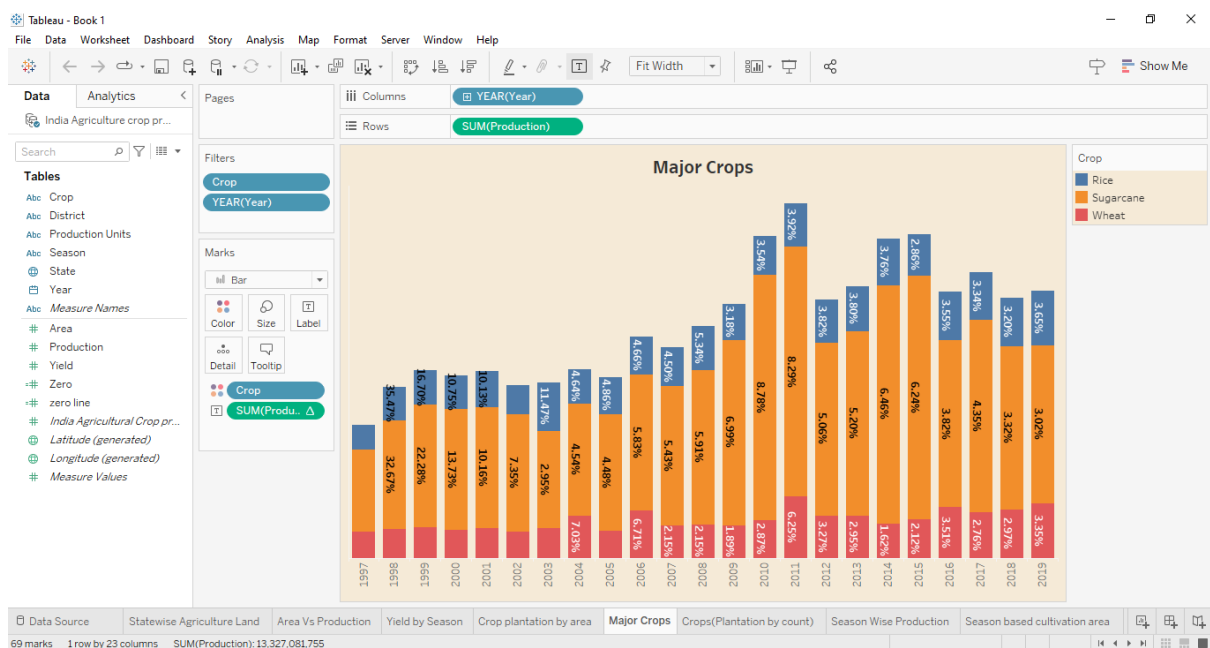 Tableau - Book 1
File Data Worksheet Dashboard Story Analysis Map Format Server Window Help
Fit Width
Show Me
Data Analytics
India Agriculture crop pr...
Search
Tables
Abc Crop
Abc District
Abc Production Units
Abc Season
State
Year
Abc Measure Names
# Area
# Production
# Yield
=# Zero
=# zero line
# India Agricultural Crop pr...
Latitude (generated)
Longitude (generated)
# Measure Values
Pages
Filters
Crop
YEAR(Year)
Marks
Bar
Color Size Label
Detail Tooltip
Crop
SUM(Produ.. Δ
iii Columns YEAR(Year)
Rows SUM(Production)
Major Crops
35.47% 16.70% 10.75% 10.13% 11.47% 4.64% 4.86% 4.66% 4.50% 5.34% 3.18% 3.54% 3.92% 3.82% 3.80% 3.76% 2.86% 3.55% 3.34% 3.20% 3.65%
32.67% 22.28% 13.73% 10.16% 7.35% 2.95% 4.54% 4.48% 5.83% 5.43% 5.91% 6.99% 8.78% 8.29% 5.06% 5.20% 6.46% 6.24% 3.82% 4.35% 3.32% 3.02%
7.03% 6.71% 2.15% 2.15% 1.89% 2.87% 6.25% 3.27% 2.95% 1.62% 2.12% 3.51% 2.76% 2.97% 3.35%
1997 1998 1999 2000 2001 2002 2003 2004 2005 2006 2007 2008 2009 2010 2011 2012 2013 2014 2015 2016 2017 2018 2019
Crop
Rice
Sugarcane
Wheat
Data Source Statewise Agriculture Land Area Vs Production Yield by Season Crop plantation by area Major Crops Crops(Plantation by count) Season Wise Production Season based cultivation area
69 marks 1 row by 23 columns SUM(Production): 13,327,081,755